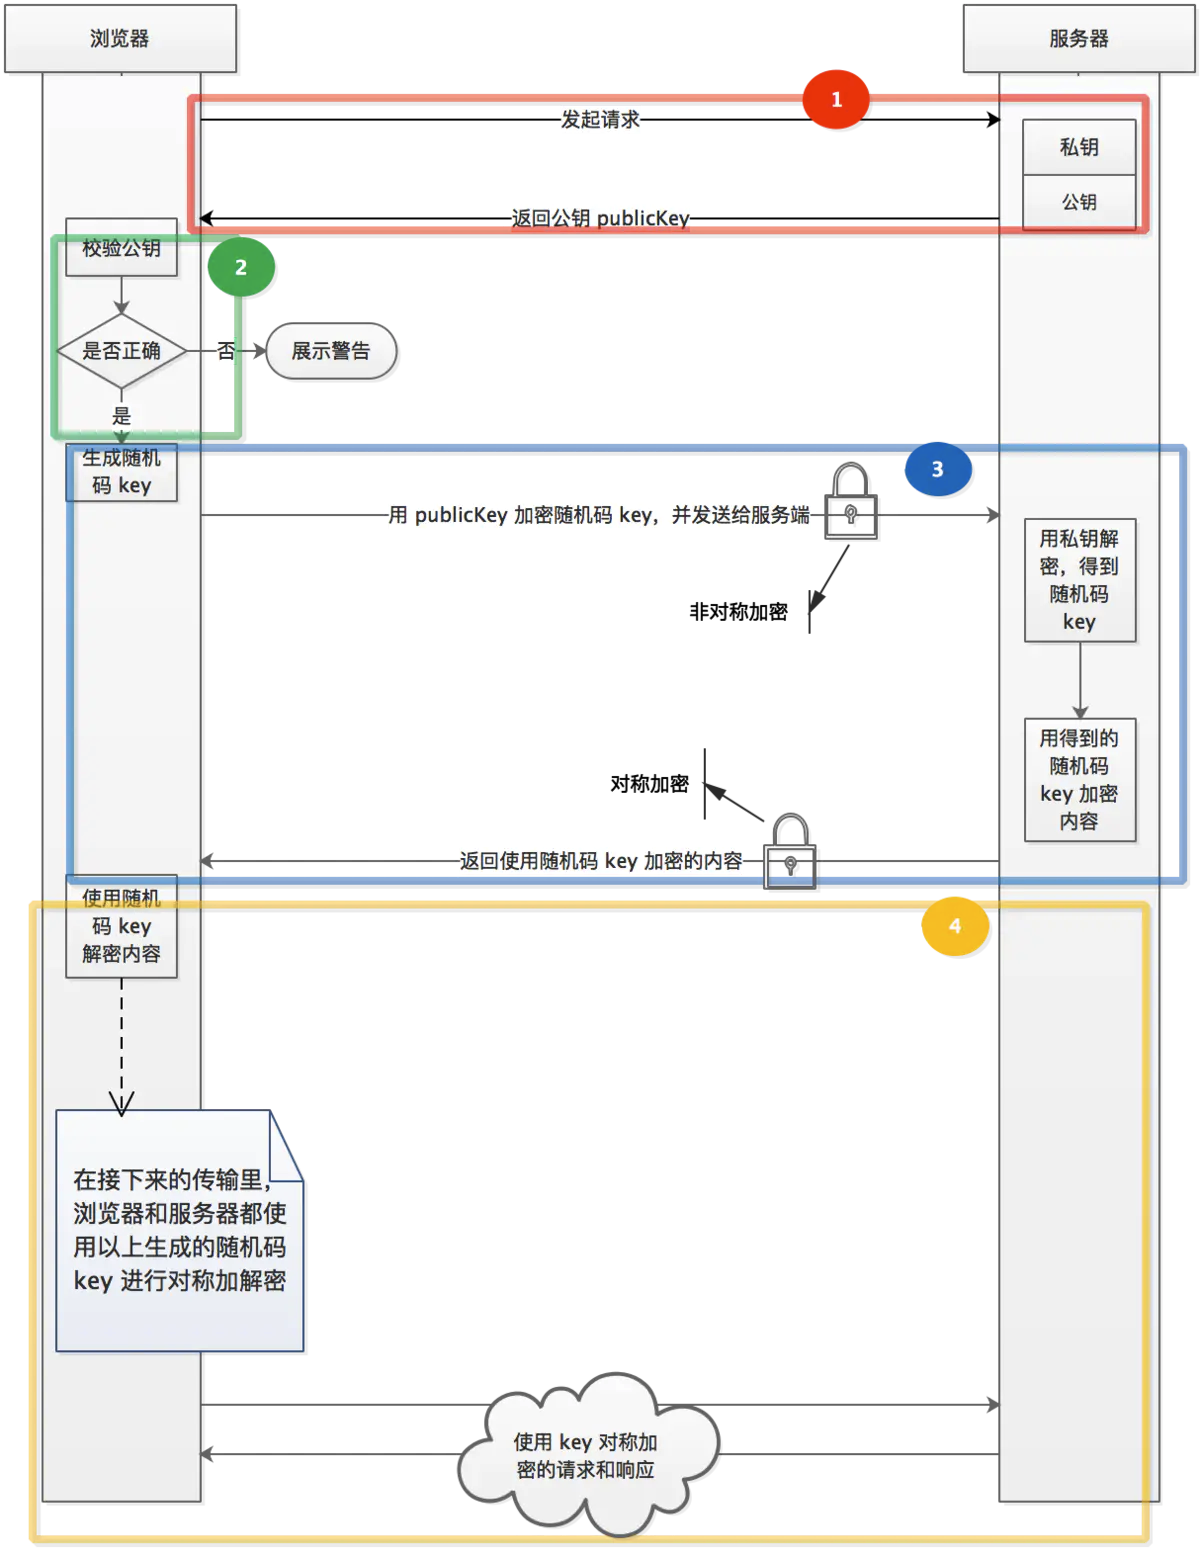 浏览器
服务器
1
发起请求
私钥
公钥
返回公钥 publicKey
校验公钥
2
是否正确
否
展示警告
是
生成随机
码 key
3
用 publicKey 加密随机码 key，并发送给服务端
用私钥解
密，得到
随机码
key
非对称加密
用得到的
随机码
key 加密
内容
对称加密
返回使用随机码 key 加密的内容
使用随机
码 key
解密内容
4
在接下来的传输里，
浏览器和服务器都使
用以上生成的随机码
key 进行对称加解密
使用 key 对称加
密的请求和响应